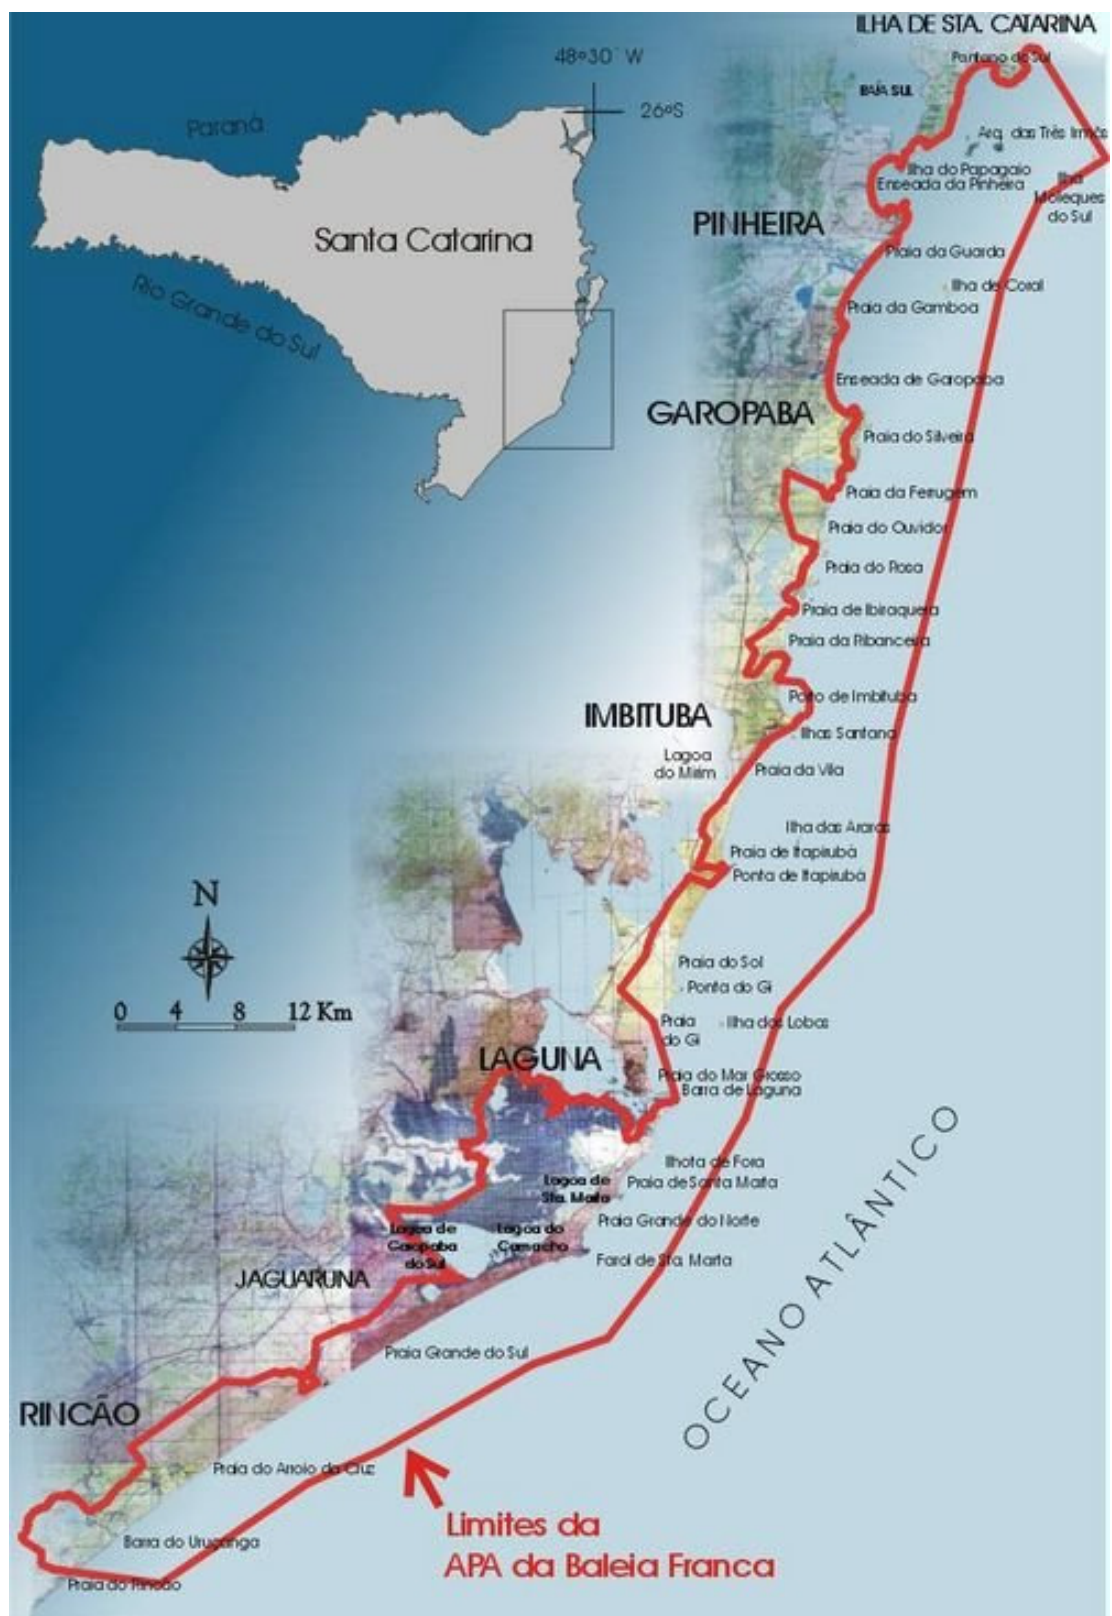 ILHA DE STA. CATARINA
Pantano do Sul
48º30' W
BAÍA SUL
26ºS
Paraná
Arq. das Três Irmãs
Ilha do Papagaio
Enseada da Pinheira
Ilha
Moleques
do Sul
PINHEIRA
Santa Catarina
Praia da Guarda
Ilha de Coral
Rio Grande do Sul
Praia da Gamboa
Enseada de Garopaba
GAROPABA
Praia do Silveira
Praia da Ferrugem
Praia do Ouvidor
Praia do Rosa
Praia de Ibiraquera
Praia da Ribanceira
Porto de Imbituba
IMBITUBA
Ilhas Santana
Lagoa
do Mirim
Praia da Vila
Ilha das Araras
Praia de Itapirubá
Ponta de Itapirubá
N
Praia do Sol
Ponta do Gi
0 4 8 12 Km
Praia
do Gi
Ilha dos Lobos
LAGUNA
Praia do Mar Grosso
Barra de Laguna
Ilhota de Fora
Lagoa de
Sta. Marta
Praia de Santa Marta
Praia Grande do Norte
Lagoa de
Garopaba
do Sul
Lagoa do
Camacho
Farol de Sta. Marta
JAGUARUNA
OCEANO ATLÂNTICO
Praia Grande do Sul
RINCÃO
Praia do Arroio da Cruz
Limites da
APA da Baleia Franca
Barra do Uruçanga
Praia do Rincão